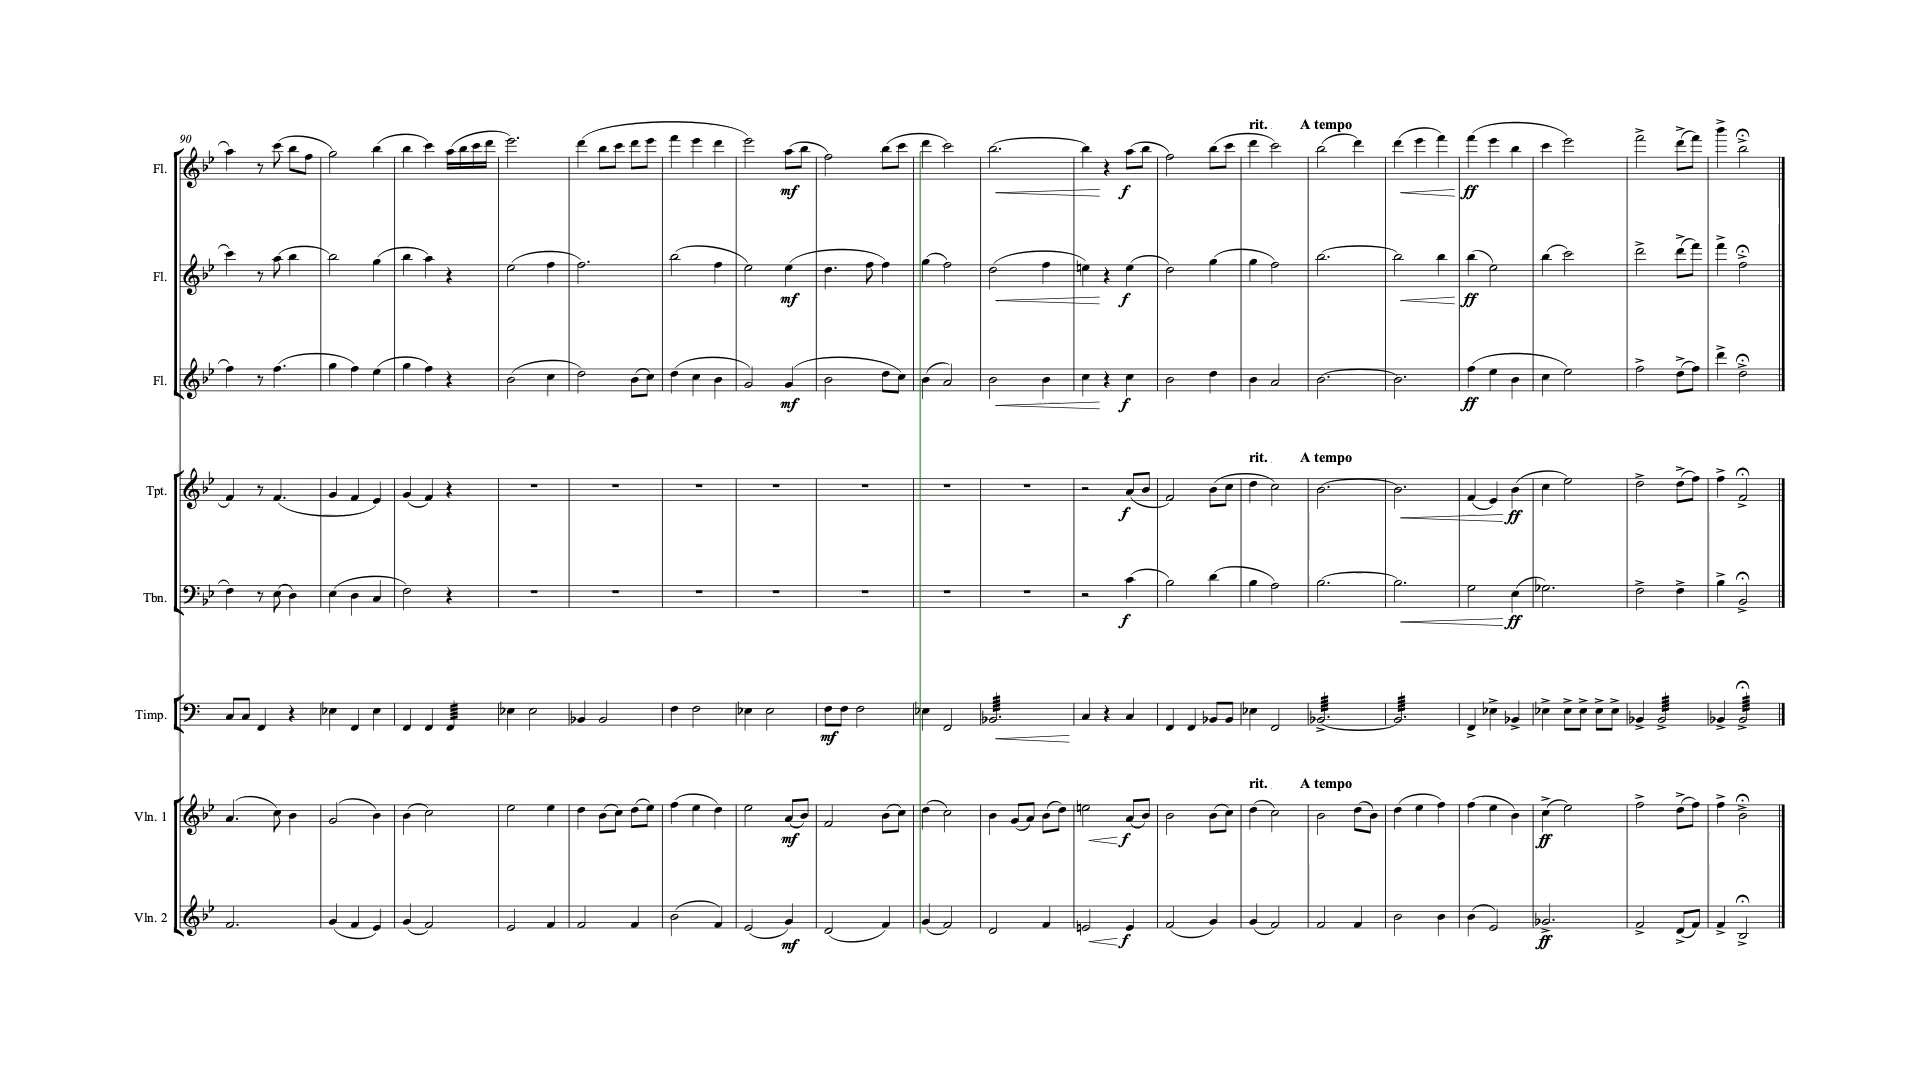 90
rit. A tempo
Fl.
mf f ff
Fl.
mf f ff
Fl.
mf f ff
rit. A tempo
Tpt.
f ff
Tbn.
f ff
Timp.
mf
rit. A tempo
Vln. 1
mf f ff
Vln. 2
mf f ff